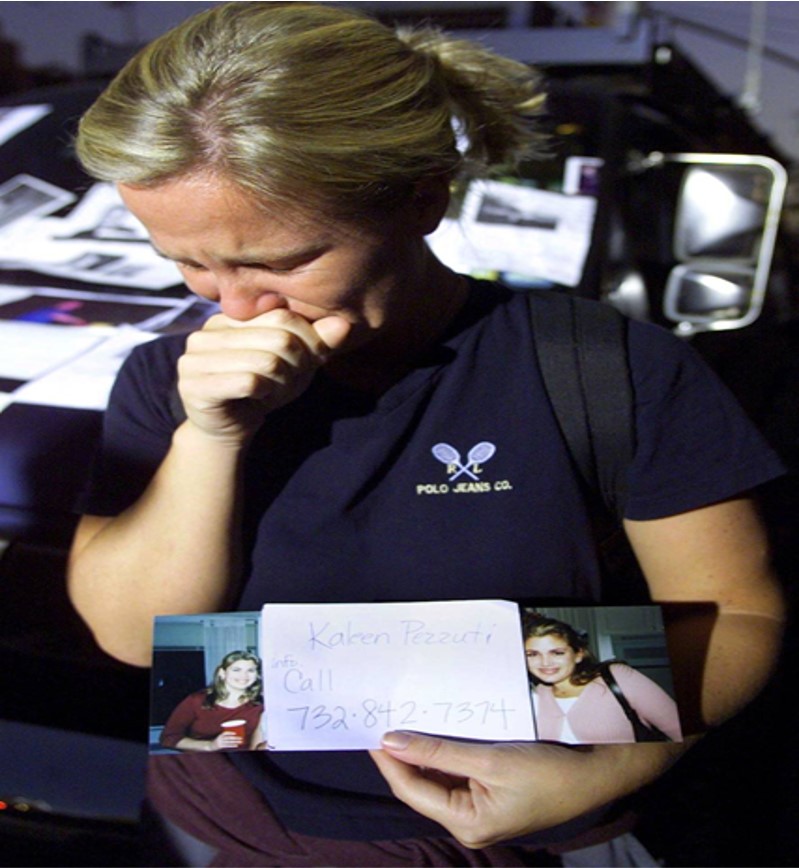 R L
POLO JEANS CO.
Kaleen Pezzuti
info.
Call
732·842·7374